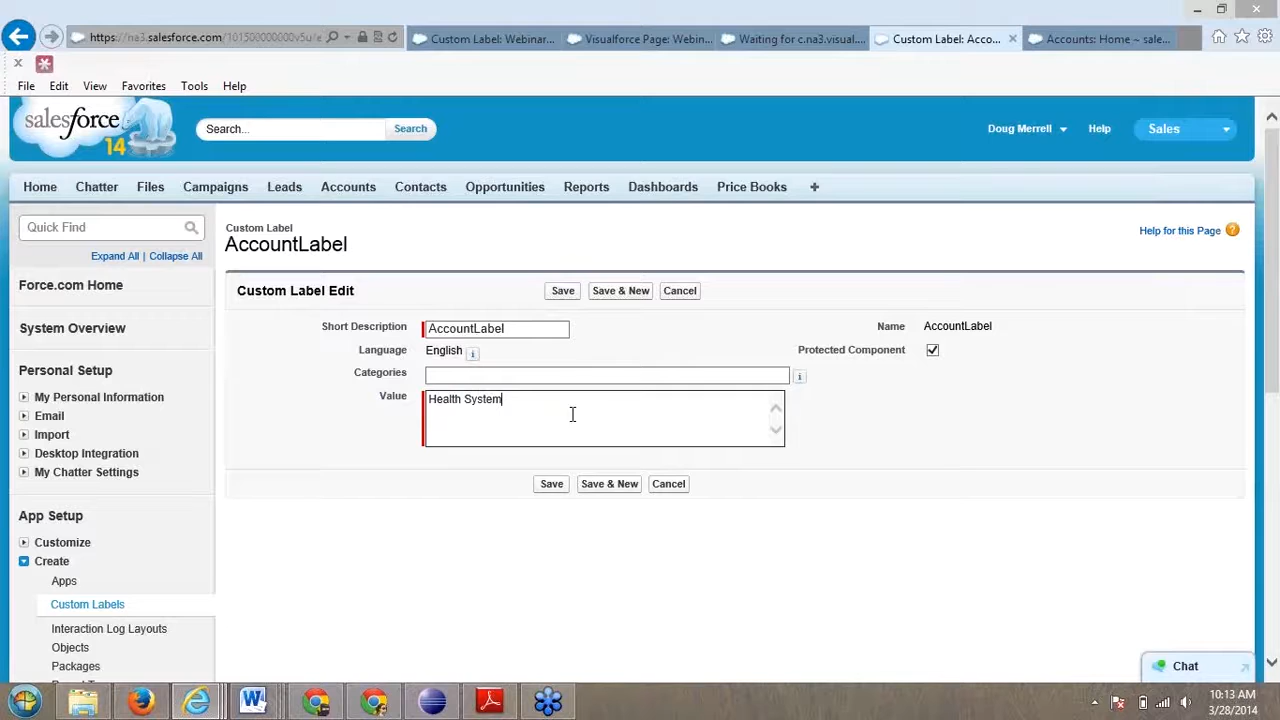 https://na3.salesforce.com/101500000000v5u/e
Custom Label: Webinar...
Visualforce Page: Webin...
Waiting for c.na3.visual....
Custom Label: Acco...
Accounts: Home ~ sale...
File Edit View Favorites Tools Help
salesforce
14
Search...
Search
Doug Merrell
Help
Sales
Home Chatter Files Campaigns Leads Accounts Contacts Opportunities Reports Dashboards Price Books +
Quick Find
Expand All | Collapse All
Force.com Home
System Overview
Personal Setup
My Personal Information
Email
Import
Desktop Integration
My Chatter Settings
App Setup
Customize
Create
Apps
Custom Labels
Interaction Log Layouts
Objects
Packages
Custom Label
AccountLabel
Help for this Page ?
Custom Label Edit
Save Save & New Cancel
Short Description AccountLabel
Name AccountLabel
Language English i
Protected Component
Categories i
Value Health System
Save Save & New Cancel
Chat
10:13 AM
3/28/2014